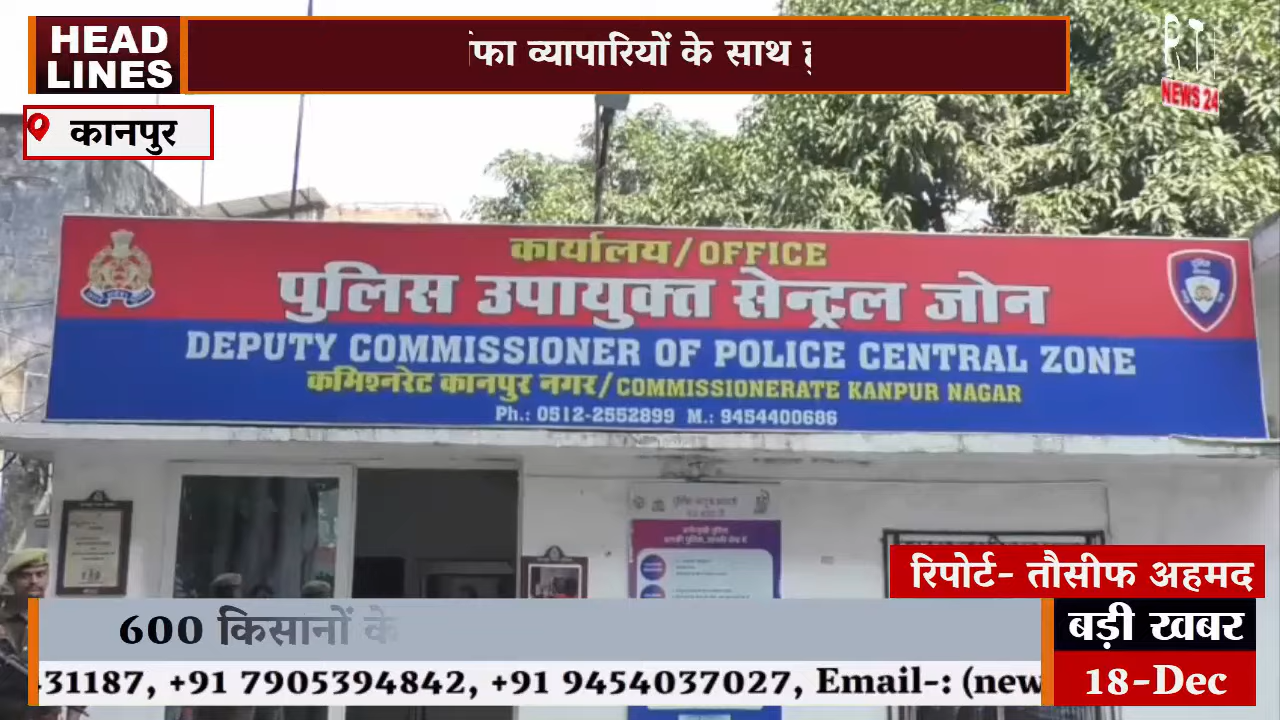 HEAD
LINES
व्यापारियों के साथ
NEWS 24
कानपुर
कार्यालय/OFFICE
पुलिस उपायुक्त सेन्ट्रल जोन
DEPUTY COMMISSIONER OF POLICE CENTRAL ZONE
कमिश्नरेट कानपुर नगर/COMMISSIONERATE KANPUR NAGAR
Ph.: 0512-2552899 M.: 9454400686
रिपोर्ट- तौसीफ अहमद
600 किसानों के
बड़ी खबर
31187, +91 7905394842, +91 9454037027, Email-: (new
18-Dec